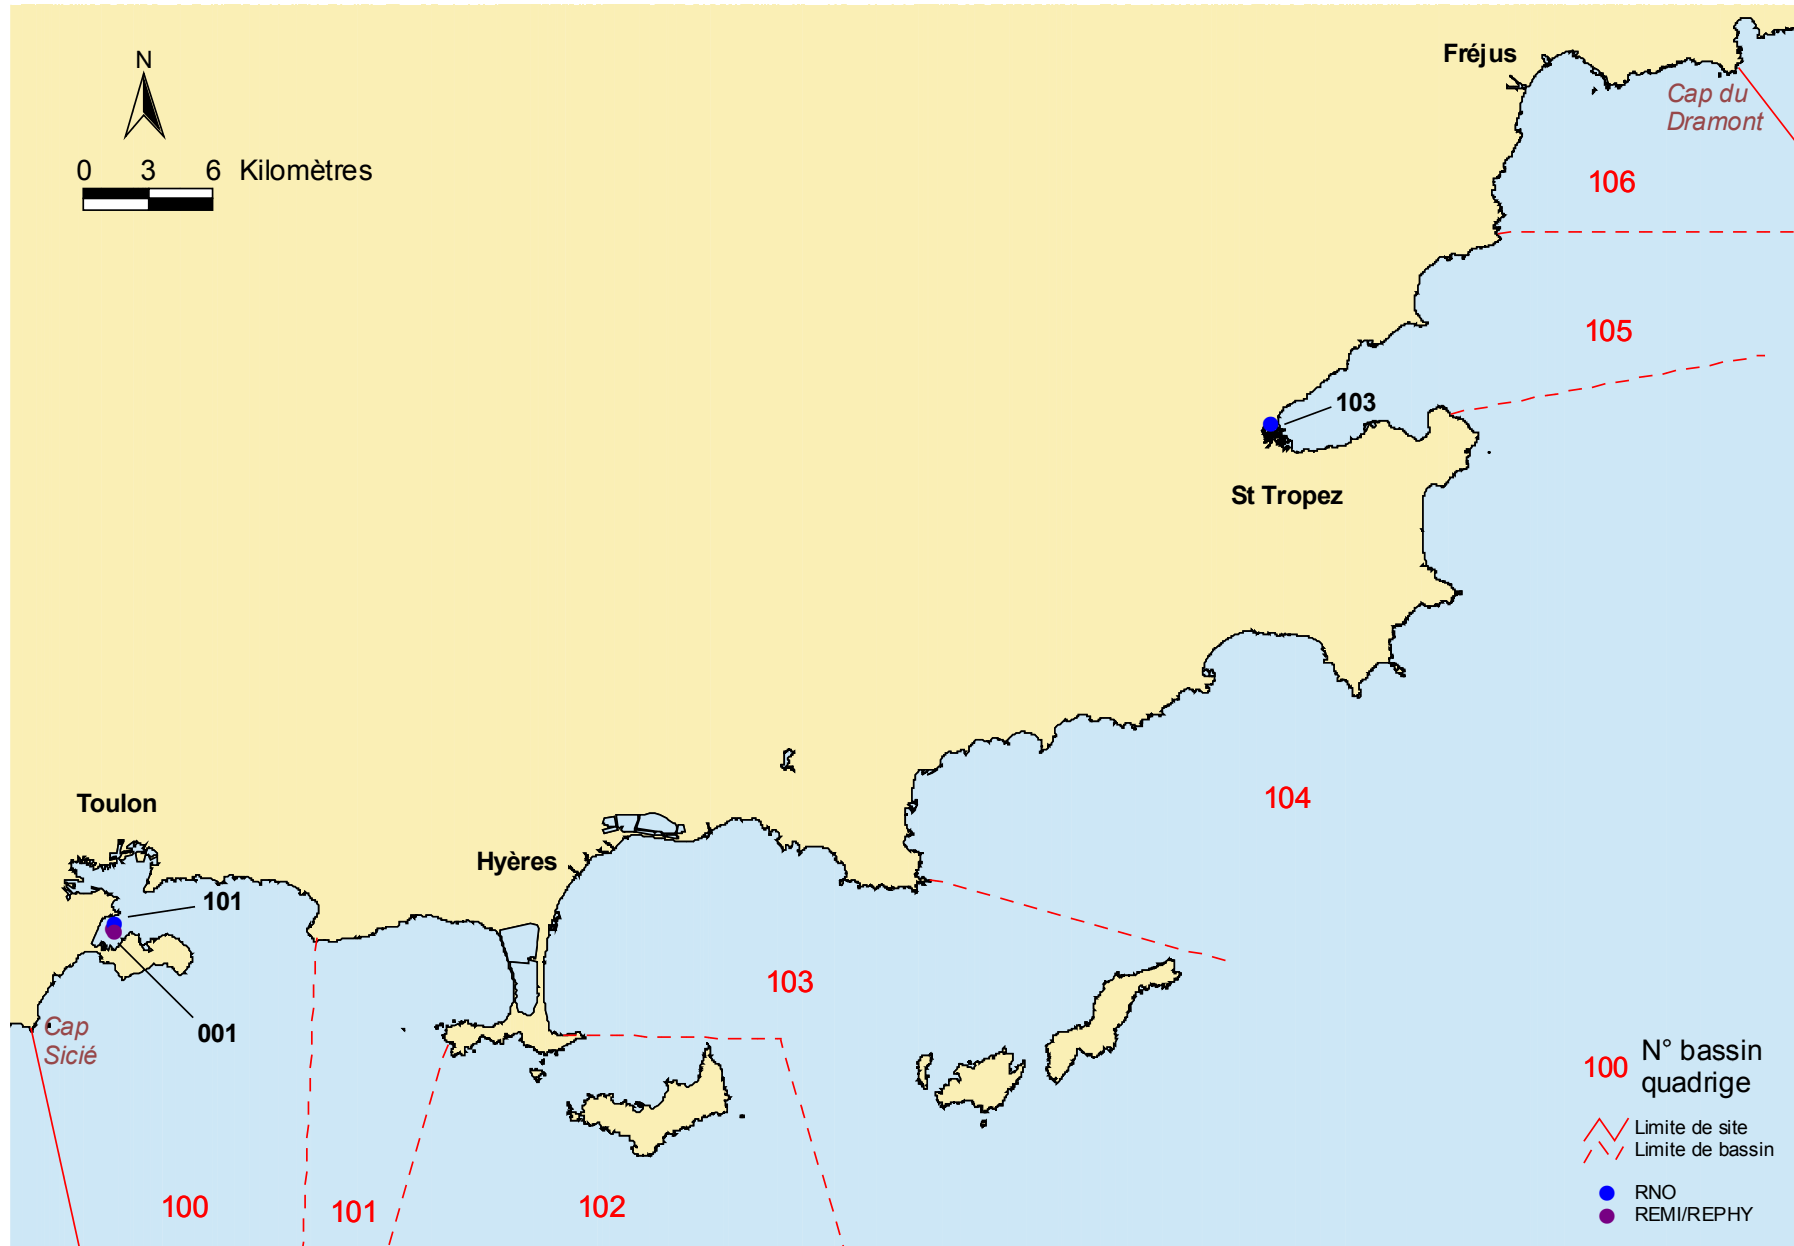 Fréjus
N
Cap du
Dramont
0 3 6 Kilomètres
106
105
103
St Tropez
104
Toulon
Hyères
101
103
001
Cap
Sicié
100
101
102
100 N° bassin
quadrige
Limite de site
Limite de bassin
RNO
REMI/REPHY